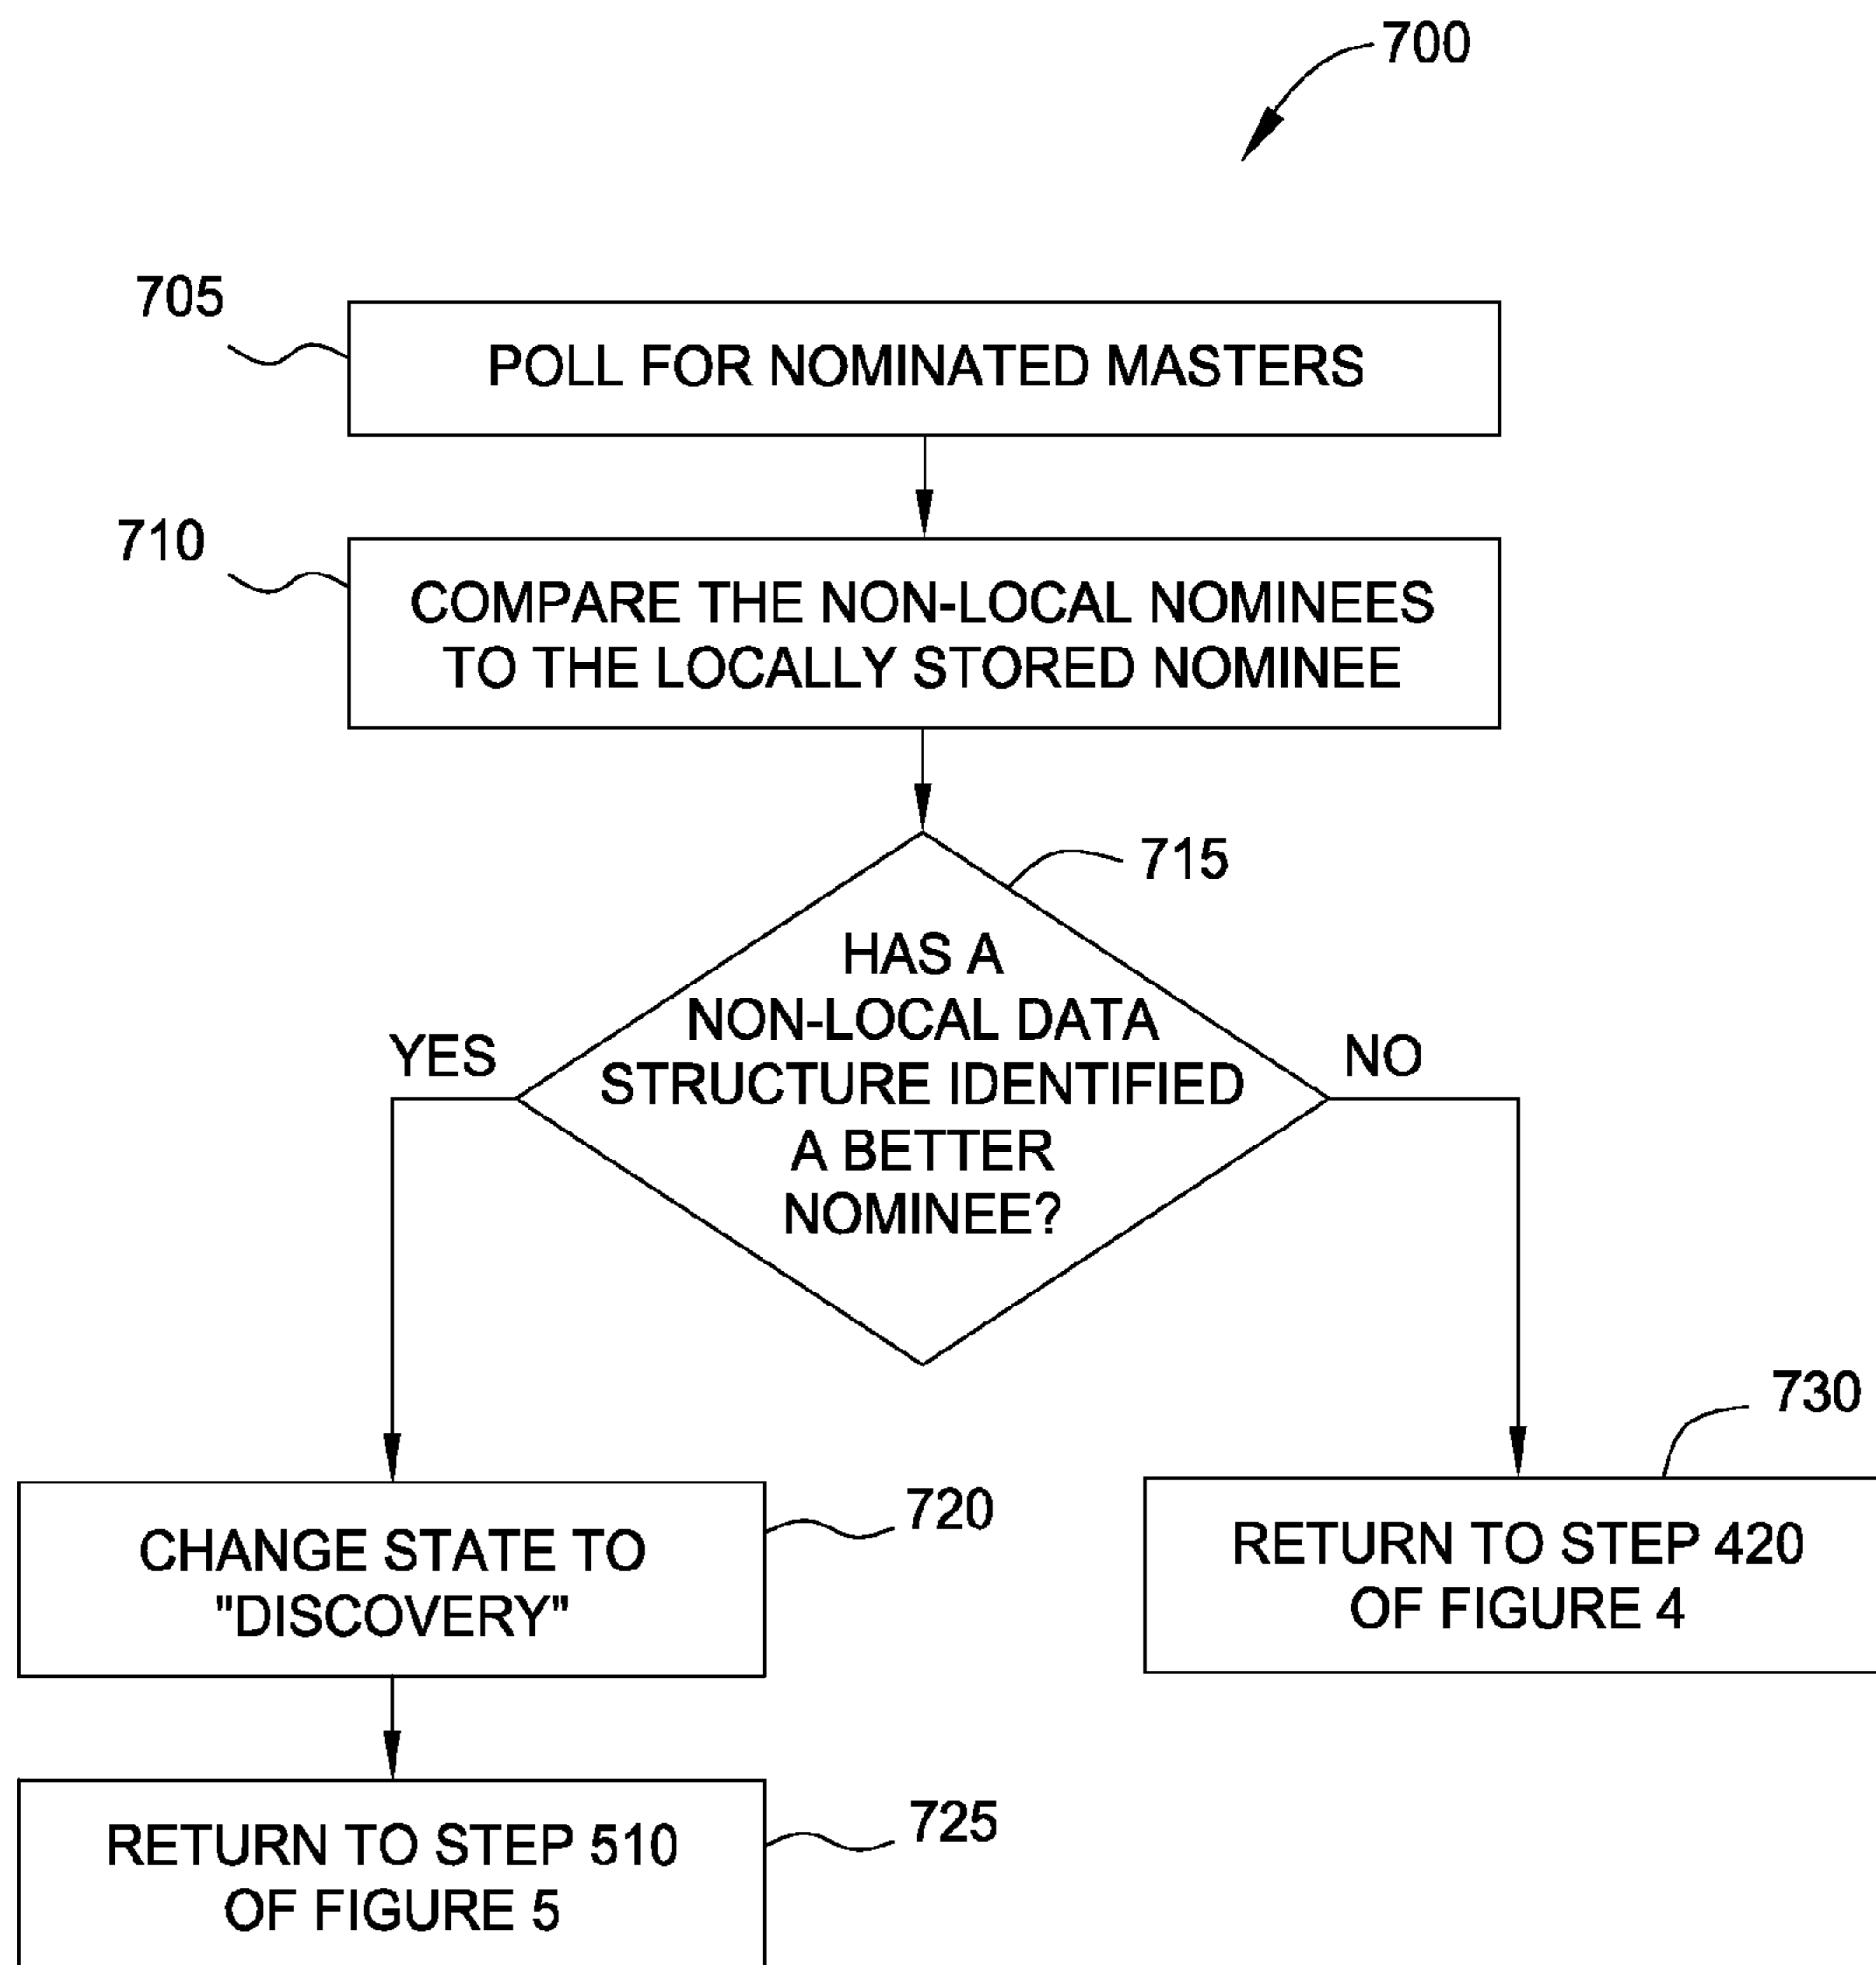 700
705
POLL FOR NOMINATED MASTERS
710
COMPARE THE NON-LOCAL NOMINEES
TO THE LOCALLY STORED NOMINEE
715
HAS A
NON-LOCAL DATA
STRUCTURE IDENTIFIED
A BETTER
NOMINEE?
YES
NO
720
CHANGE STATE TO
"DISCOVERY"
730
RETURN TO STEP 420
OF FIGURE 4
725
RETURN TO STEP 510
OF FIGURE 5